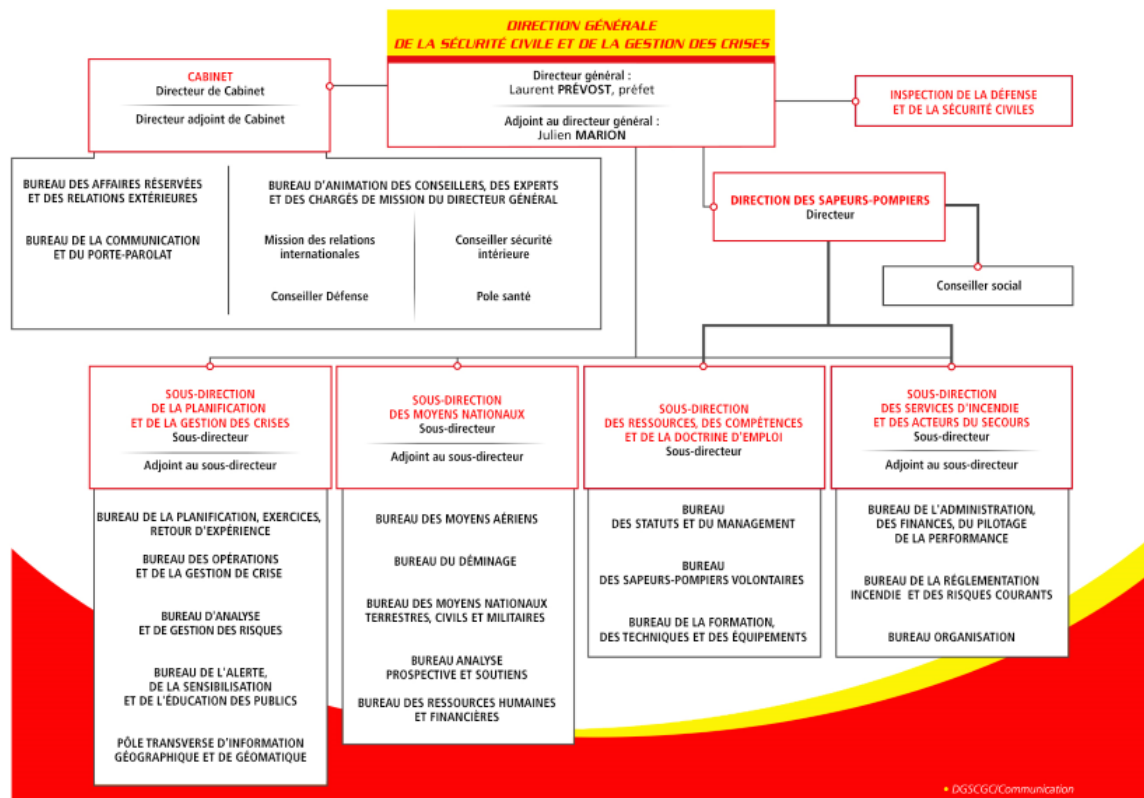 DIRECTION GÉNÉRALE
DE LA SÉCURITÉ CIVILE ET DE LA GESTION DES CRISES
Directeur général :
Laurent PRÉVOST, préfet
Adjoint au directeur général :
Julien MARION
CABINET
Directeur de Cabinet
Directeur adjoint de Cabinet
INSPECTION DE LA DÉFENSE
ET DE LA SÉCURITÉ CIVILES
BUREAU DES AFFAIRES RÉSERVÉES
ET DES RELATIONS EXTÉRIEURES
BUREAU DE LA COMMUNICATION
ET DU PORTE-PAROLAT
BUREAU D'ANIMATION DES CONSEILLERS, DES EXPERTS
ET DES CHARGÉS DE MISSION DU DIRECTEUR GÉNÉRAL
Mission des relations
internationales
Conseiller Défense
Conseiller sécurité
intérieure
Pole santé
DIRECTION DES SAPEURS-POMPIERS
Directeur
Conseiller social
SOUS-DIRECTION
DE LA PLANIFICATION
ET DE LA GESTION DES CRISES
Sous-directeur
Adjoint au sous-directeur
BUREAU DE LA PLANIFICATION, EXERCICES,
RETOUR D'EXPÉRIENCE
BUREAU DES OPÉRATIONS
ET DE LA GESTION DE CRISE
BUREAU D'ANALYSE
ET DE GESTION DES RISQUES
BUREAU DE L'ALERTE,
DE LA SENSIBILISATION
ET DE L'ÉDUCATION DES PUBLICS
PÔLE TRANSVERSE D'INFORMATION
GÉOGRAPHIQUE ET DE GÉOMATIQUE
SOUS-DIRECTION
DES MOYENS NATIONAUX
Sous-directeur
Adjoint au sous-directeur
BUREAU DES MOYENS AÉRIENS
BUREAU DU DÉMINAGE
BUREAU DES MOYENS NATIONAUX
TERRESTRES, CIVILS ET MILITAIRES
BUREAU ANALYSE
PROSPECTIVE ET SOUTIENS
BUREAU DES RESSOURCES HUMAINES
ET FINANCIÈRES
SOUS-DIRECTION
DES RESSOURCES, DES COMPÉTENCES
ET DE LA DOCTRINE D'EMPLOI
Sous-directeur
BUREAU
DES STATUTS ET DU MANAGEMENT
BUREAU
DES SAPEURS-POMPIERS VOLONTAIRES
BUREAU DE LA FORMATION,
DES TECHNIQUES ET DES ÉQUIPEMENTS
SOUS-DIRECTION
DES SERVICES D'INCENDIE
ET DES ACTEURS DU SECOURS
Sous-directeur
Adjoint au sous-directeur
BUREAU DE L'ADMINISTRATION,
DES FINANCES, DU PILOTAGE
DE LA PERFORMANCE
BUREAU DE LA RÉGLEMENTATION
INCENDIE ET DES RISQUES COURANTS
BUREAU ORGANISATION
• DGSCGC/Communication